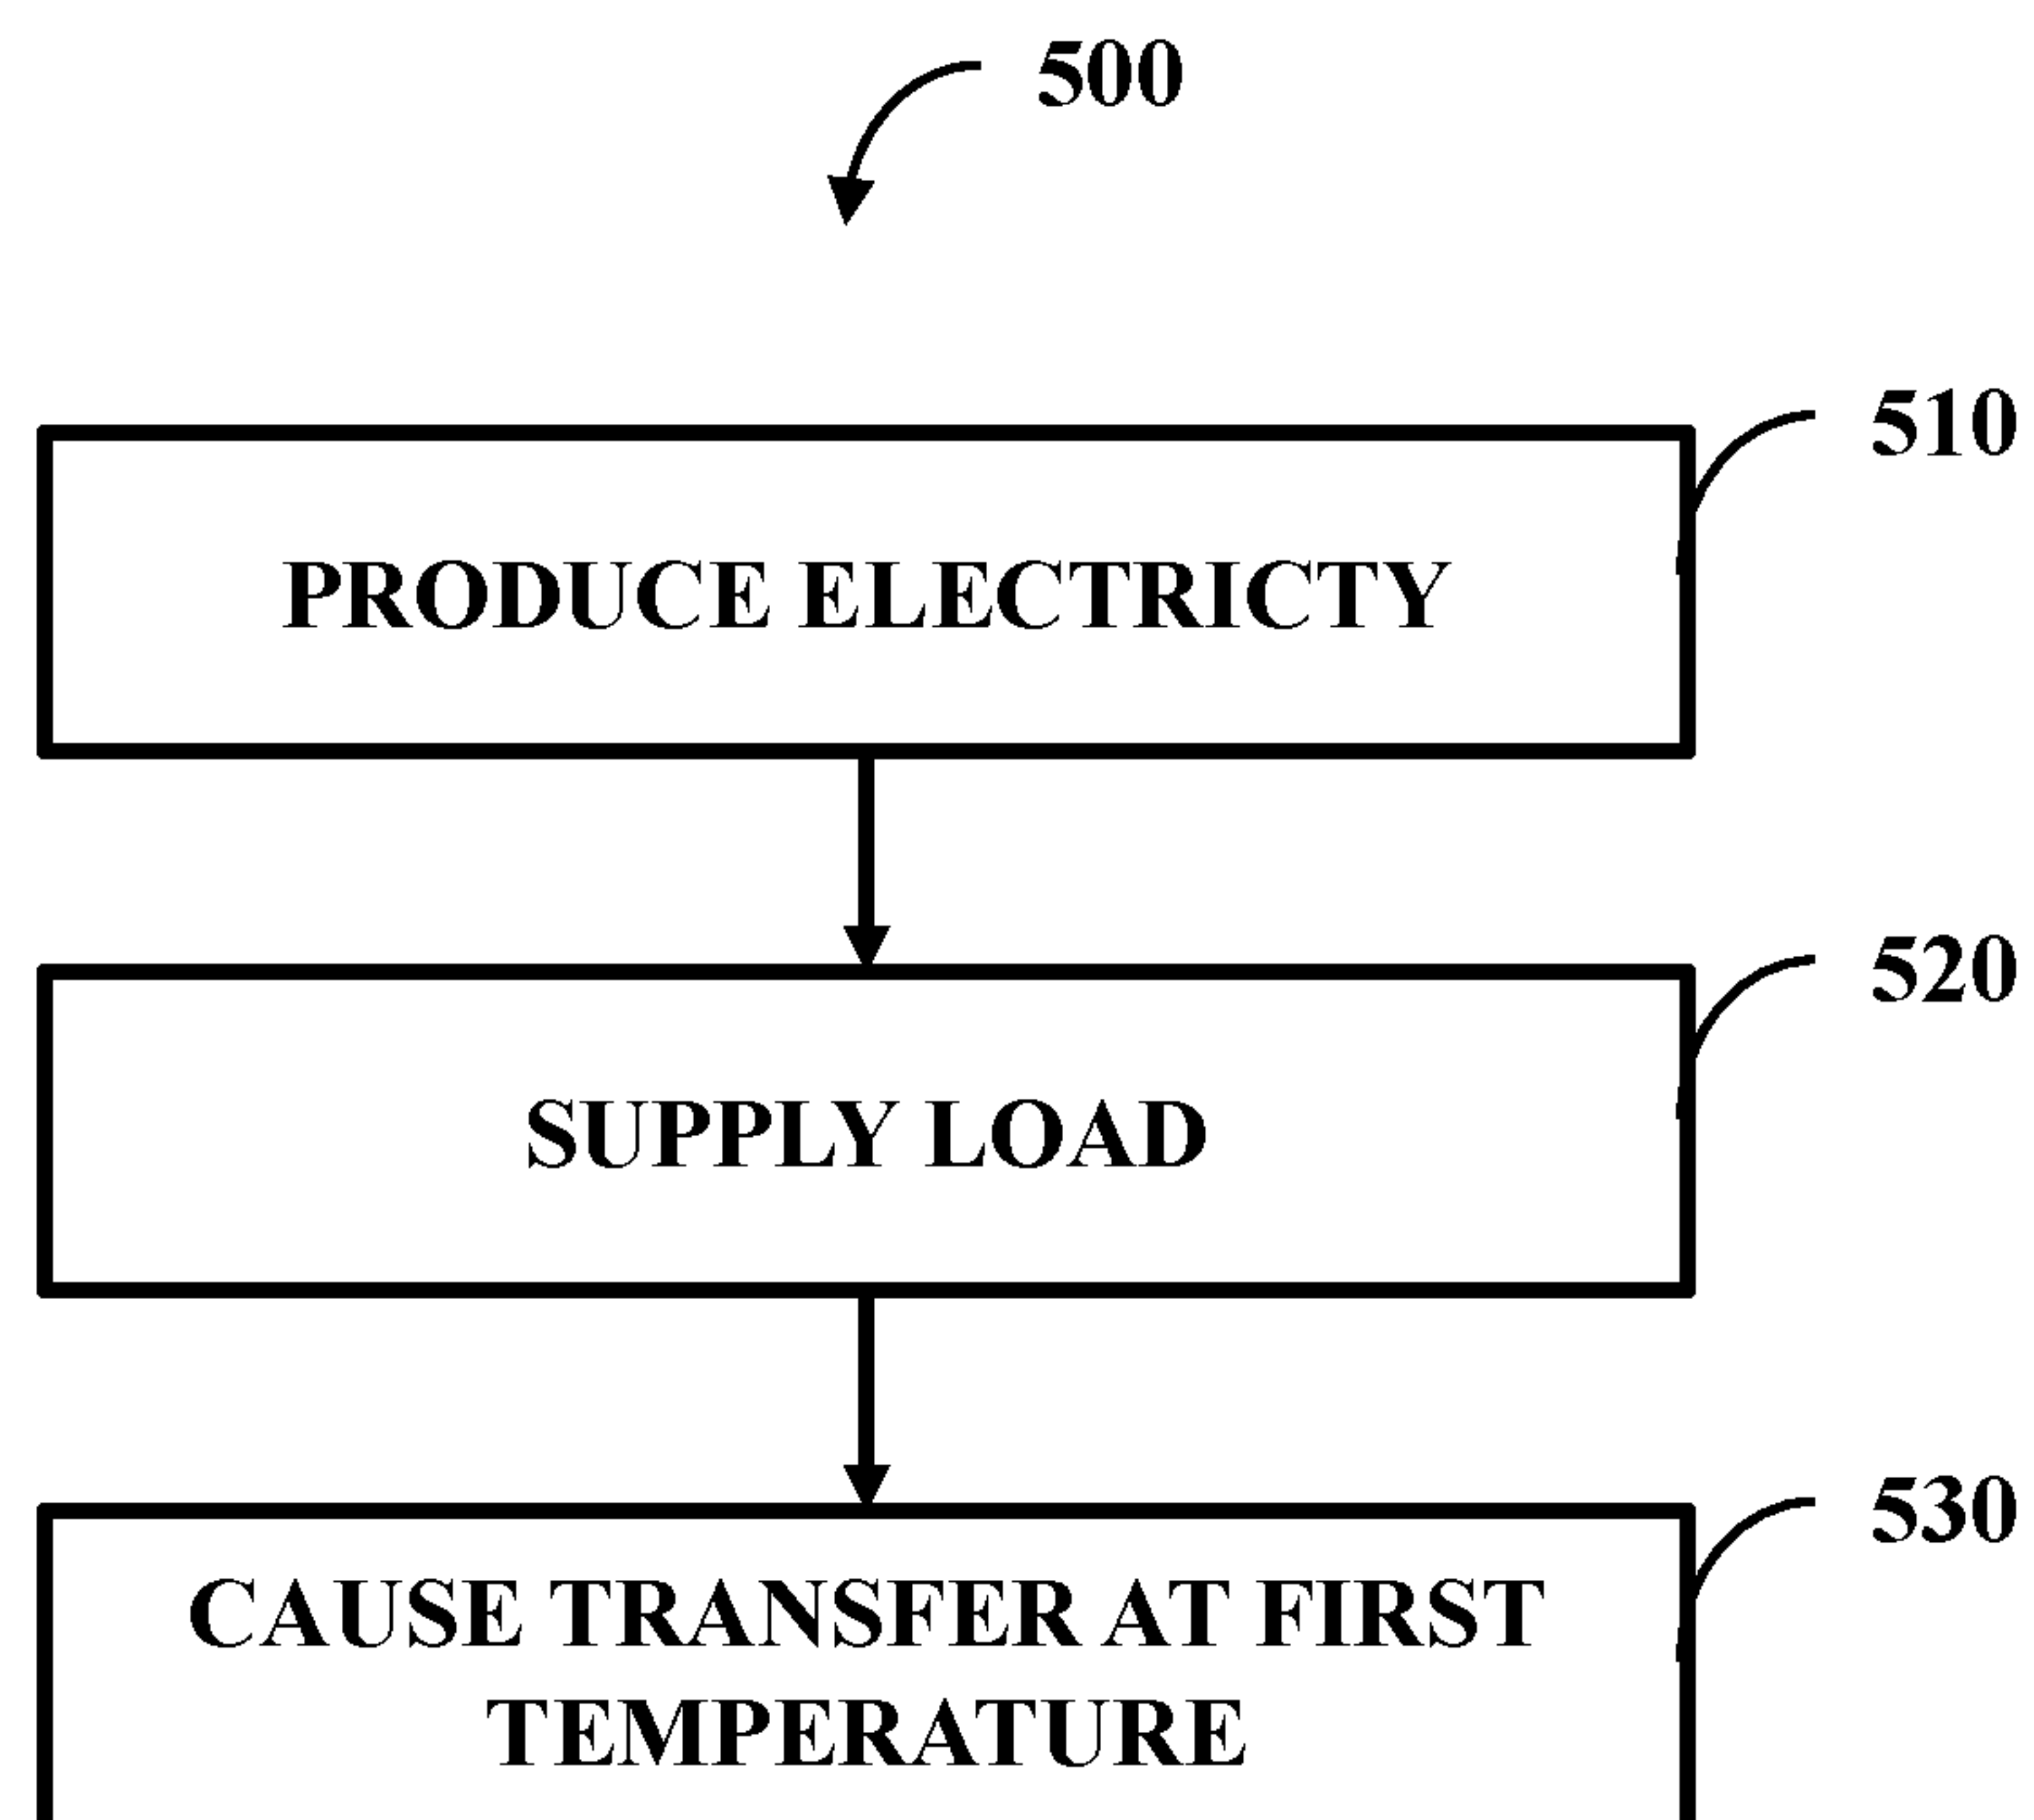 500
510
PRODUCE ELECTRICTY
520
SUPPLY LOAD
530
CAUSE TRANSFER AT FIRST
TEMPERATURE